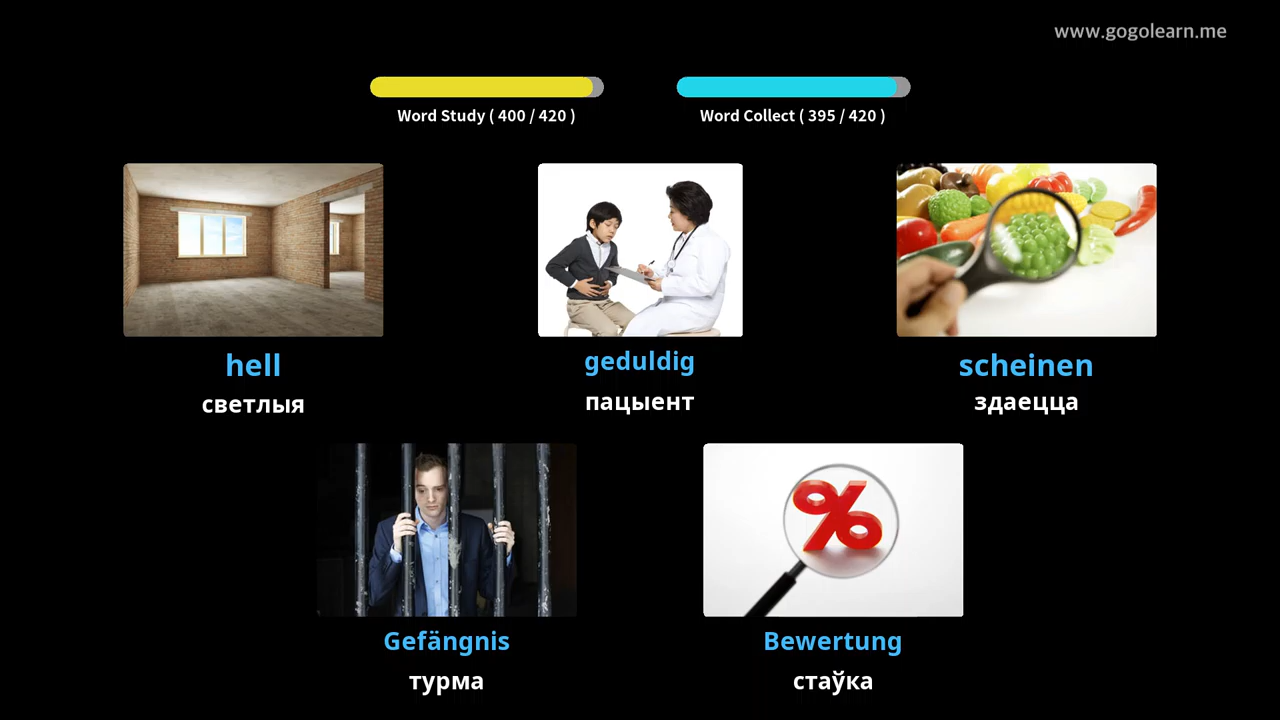 www.gogolearn.me
Word Study ( 400 / 420 )
Word Collect ( 395 / 420 )
hell
светлыя
geduldig
пацыент
scheinen
здаецца
Gefängnis
турма
Bewertung
стаўка
%